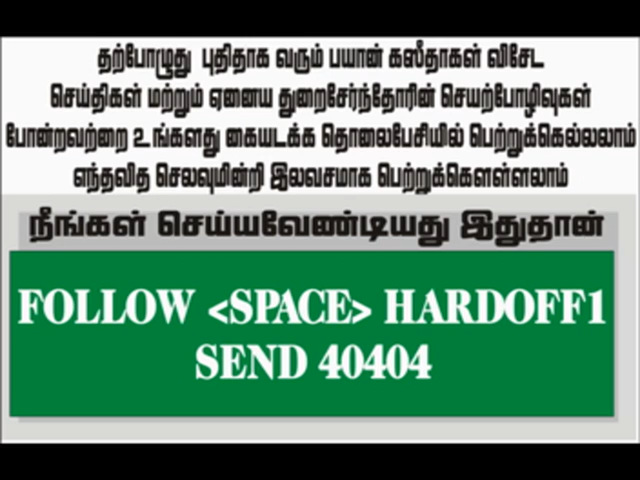 தற்போழுது புதிதாக வரும் பயான் கஸீதாகள் விசேட
செய்திகள் மற்றும் ஏனைய துறைசேர்ந்தோரின் செயற்போழிவுகள்
போன்றவற்றை உங்களது கையடக்க தொலைபேசியில் பெற்றுக்கெல்லலாம்
எந்தவித செலவுமின்றி இலவசமாக பெற்றுக்கௌள்ளலாம்
நீங்கள் செய்யவேண்டியது இதுதான்
FOLLOW <SPACE> HARDOFF1
SEND 40404